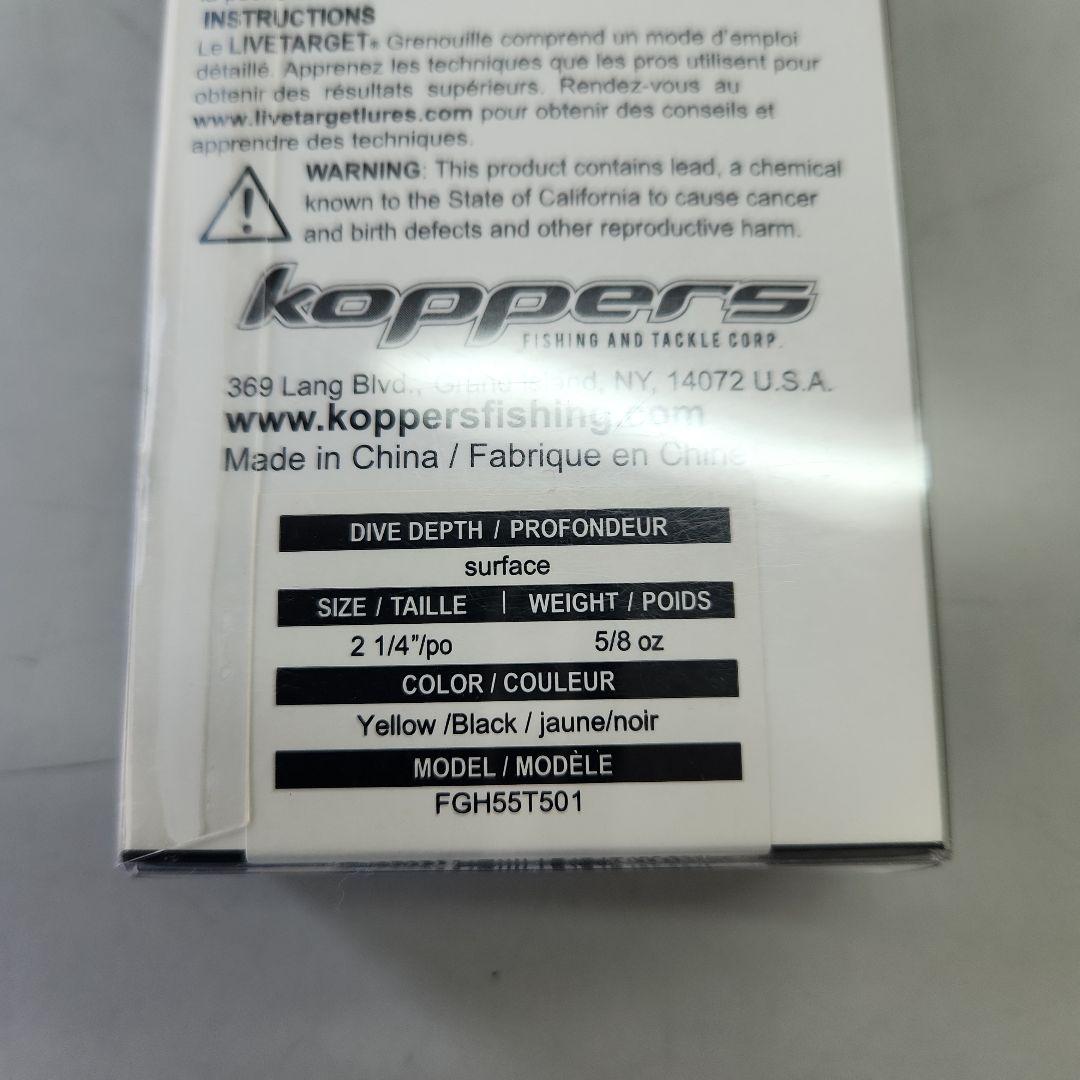 INSTRUCTIONS
Le LIVETARGET® Grenouille comprend un mode d'emploi
détaillé. Apprenez les techniques que les pros utilisent pour
obtenir des résultats supérieurs. Rendez-vous au
www.livetargetlures.com pour obtenir des conseils et
apprendre des techniques.
WARNING: This product contains lead, a chemical
known to the State of California to cause cancer
and birth defects and other reproductive harm.
koppers
FISHING AND TACKLE CORP.
369 Lang Blvd., Grand Island, NY, 14072 U.S.A.
www.koppersfishing.com
Made in China / Fabrique en Chine
DIVE DEPTH / PROFONDEUR
surface
SIZE / TAILLE | WEIGHT / POIDS
2 1/4"/po 5/8 oz
COLOR / COULEUR
Yellow /Black / jaune/noir
MODEL / MODÈLE
FGH55T501